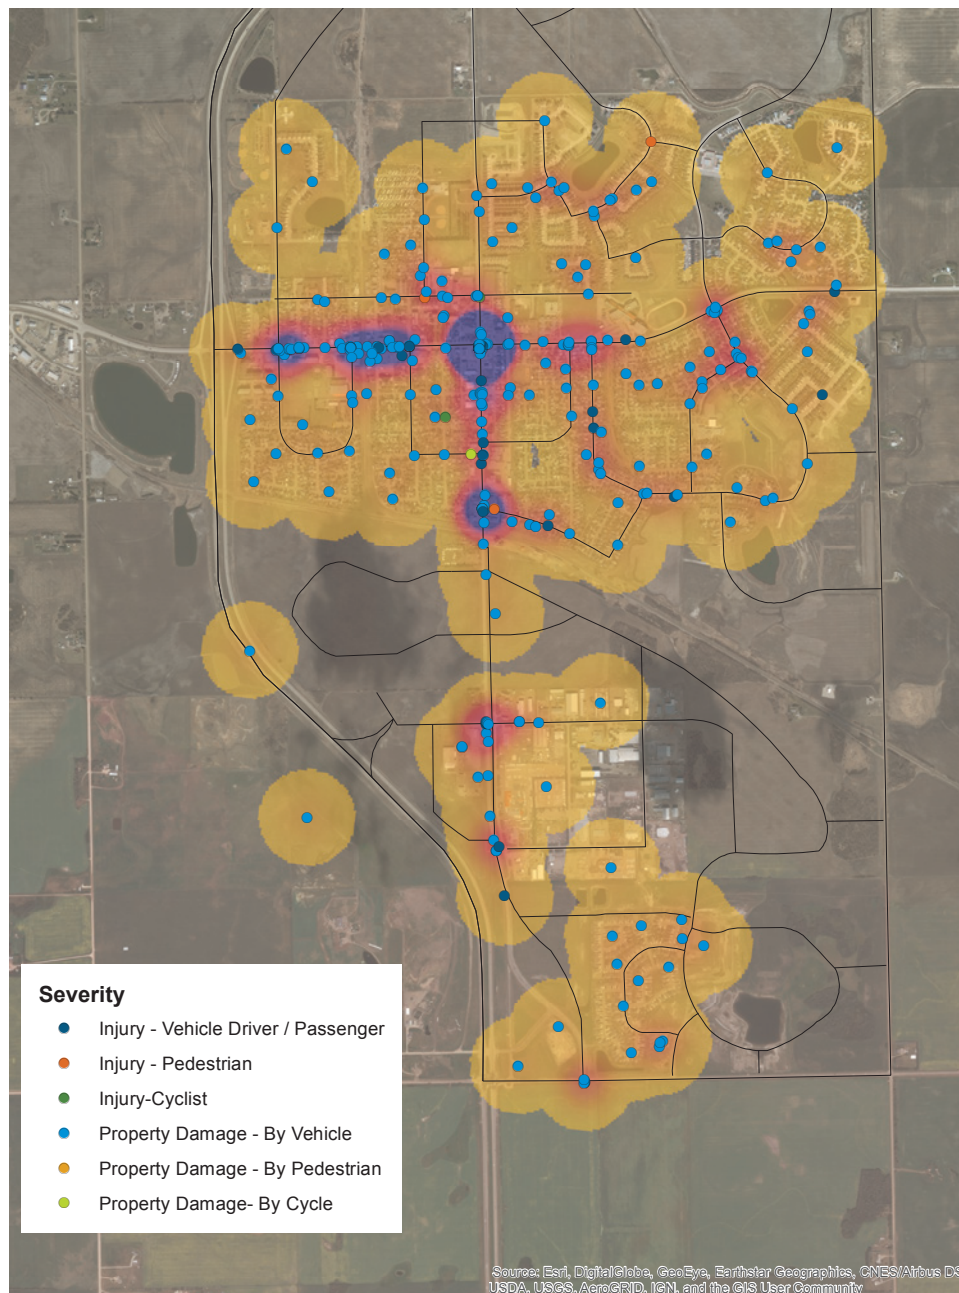 Severity
Injury - Vehicle Driver / Passenger
Injury - Pedestrian
Injury-Cyclist
Property Damage - By Vehicle
Property Damage - By Pedestrian
Property Damage- By Cycle
Source: Esri, DigitalGlobe, GeoEye, Earthstar Geographics, CNES/Airbus DS
USDA, USGS, AeroGRID, IGN, and the GIS User Community